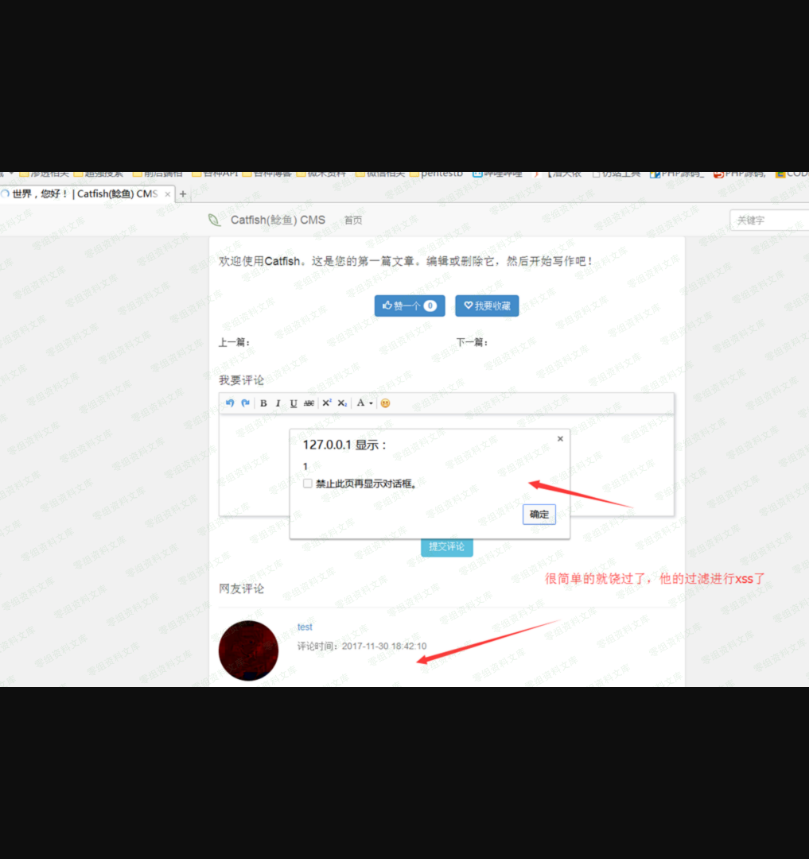 世界，您好！ | Catfish(鲶鱼) CMS × +
Catfish(鲶鱼) CMS 首页 关键字
欢迎使用Catfish。这是您的第一篇文章。编辑或删除它，然后开始写作吧！
赞一个 0 我要收藏
上一篇： 下一篇：
我要评论
B I U ABC X² X₂ A
127.0.0.1 显示： ×
1
禁止此页再显示对话框。
确定
提交评论
很简单的就饶过了，他的过滤进行xss了
网友评论
test
评论时间：2017-11-30 18:42:10
零组资料文库